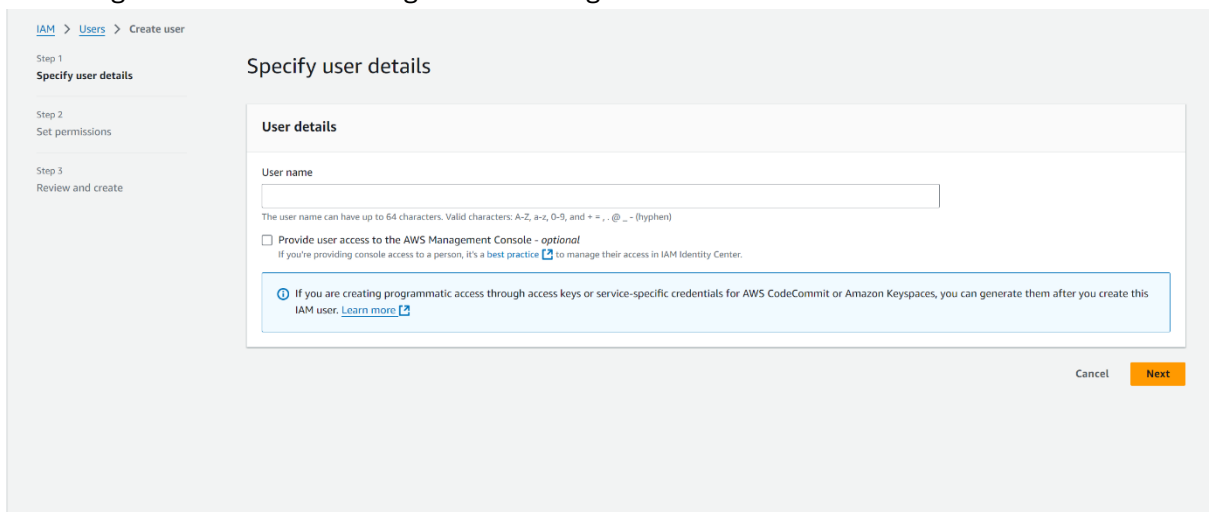 IAM > Users > Create user
Step 1
Specify user details
Step 2
Set permissions
Step 3
Review and create
Specify user details
User details
User name
The user name can have up to 64 characters. Valid characters: A-Z, a-z, 0-9, and + = , . @ _ - (hyphen)
Provide user access to the AWS Management Console - optional
If you're providing console access to a person, it's a best practice to manage their access in IAM Identity Center.
If you are creating programmatic access through access keys or service-specific credentials for AWS CodeCommit or Amazon Keyspaces, you can generate them after you create this
IAM user. Learn more
Cancel Next